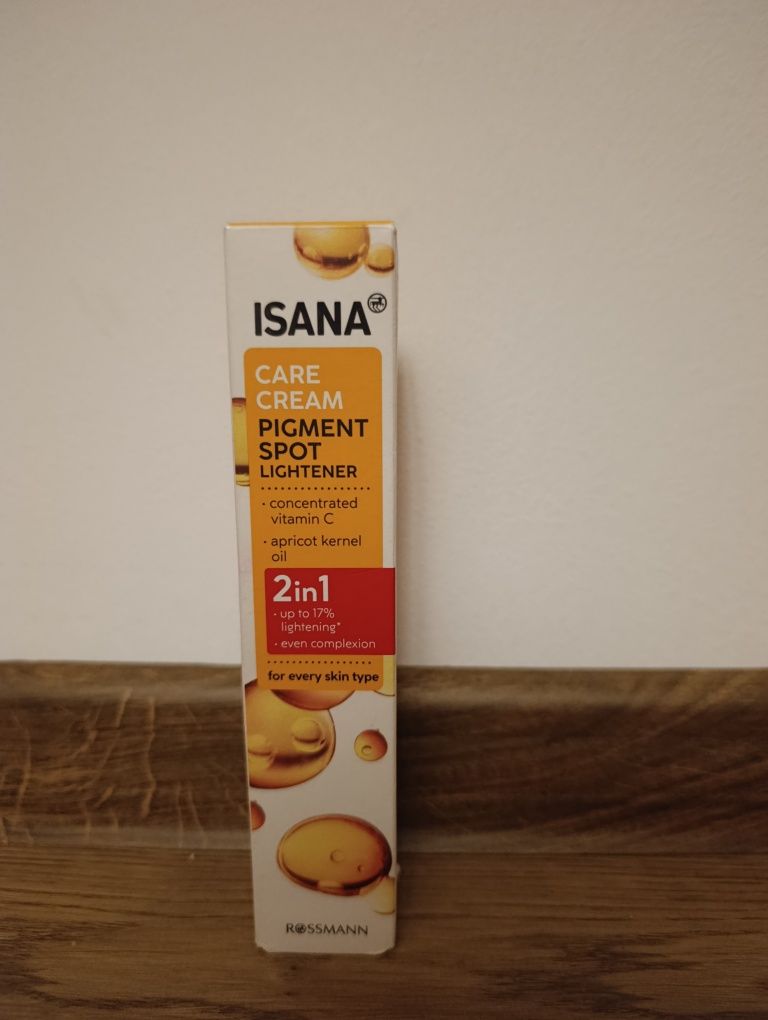 ISANA
CARE
CREAM
PIGMENT
SPOT
LIGHTENER
· concentrated
vitamin C
· apricot kernel
oil
2in1
· up to 17%
lightening*
· even complexion
for every skin type
ROSSMANN